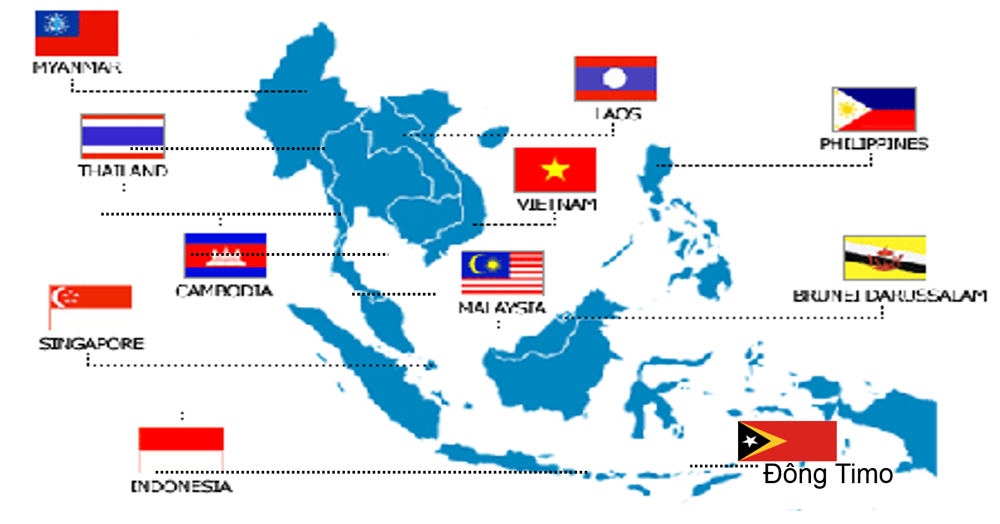 MYANMAR
LAOS
PHILIPPINES
THAILAND
VIETNAM
CAMBODIA
MALAYSIA
BRUNEI DARUSSALAM
SINGAPORE
INDONESIA
Đông Timo